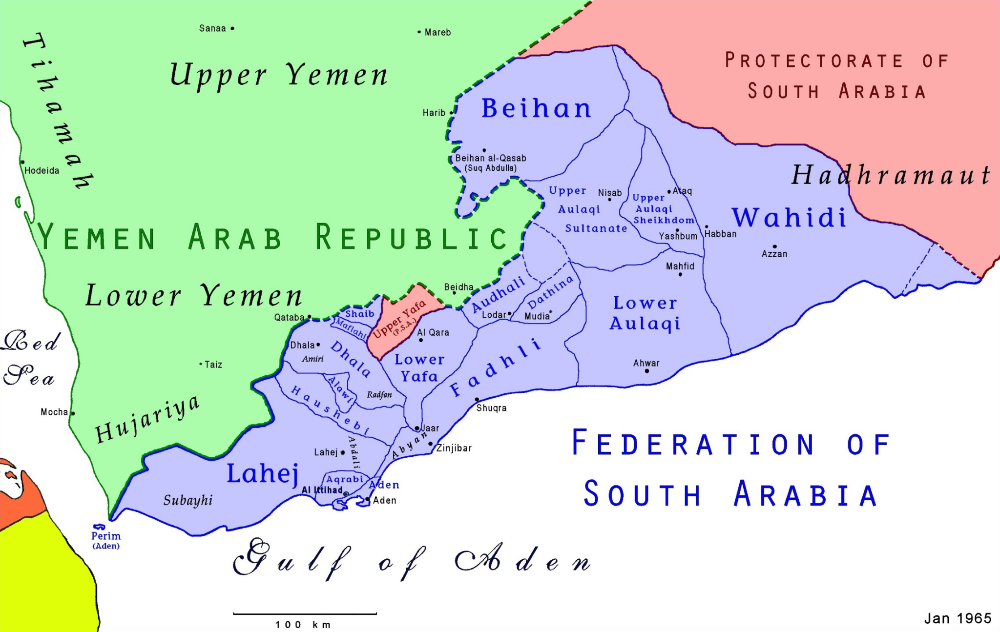 Sanaa
Mareb
Tihamah
Upper Yemen
PROTECTORATE OF
SOUTH ARABIA
Beihan
Harib
Beihan al-Qasab
(Suq Abdulla)
Hodeida
Hadhramaut
Upper
Aulaqi
Sultanate
Nisab
Ataq
Upper
Aulaqi
Sheikhdom
Yashbum
Habban
Wahidi
Azzan
YEMEN ARAB REPUBLIC
Mahfid
Lower Yemen
Beidha
Audhali
Dathina
Lodar
Mudia
Lower
Aulaqi
Qataba
Shaib
Maflahi
Upper Yafa
(P.S.A.)
Al Qara
Red
Sea
Dhala
Amiri
Dhala
Lower
Yafa
Fadhli
Taiz
Ahwar
Alawi
Radfan
Haushebi
Shuqra
Mocha
Hujariya
Jaar
Abyan
Zinjibar
Lahej
Abdali
FEDERATION OF
SOUTH ARABIA
Lahej
Aqrabi
Aden
Al Ittihad
Aden
Subayhi
Perim
(Aden)
Gulf of Aden
100 km
Jan 1965